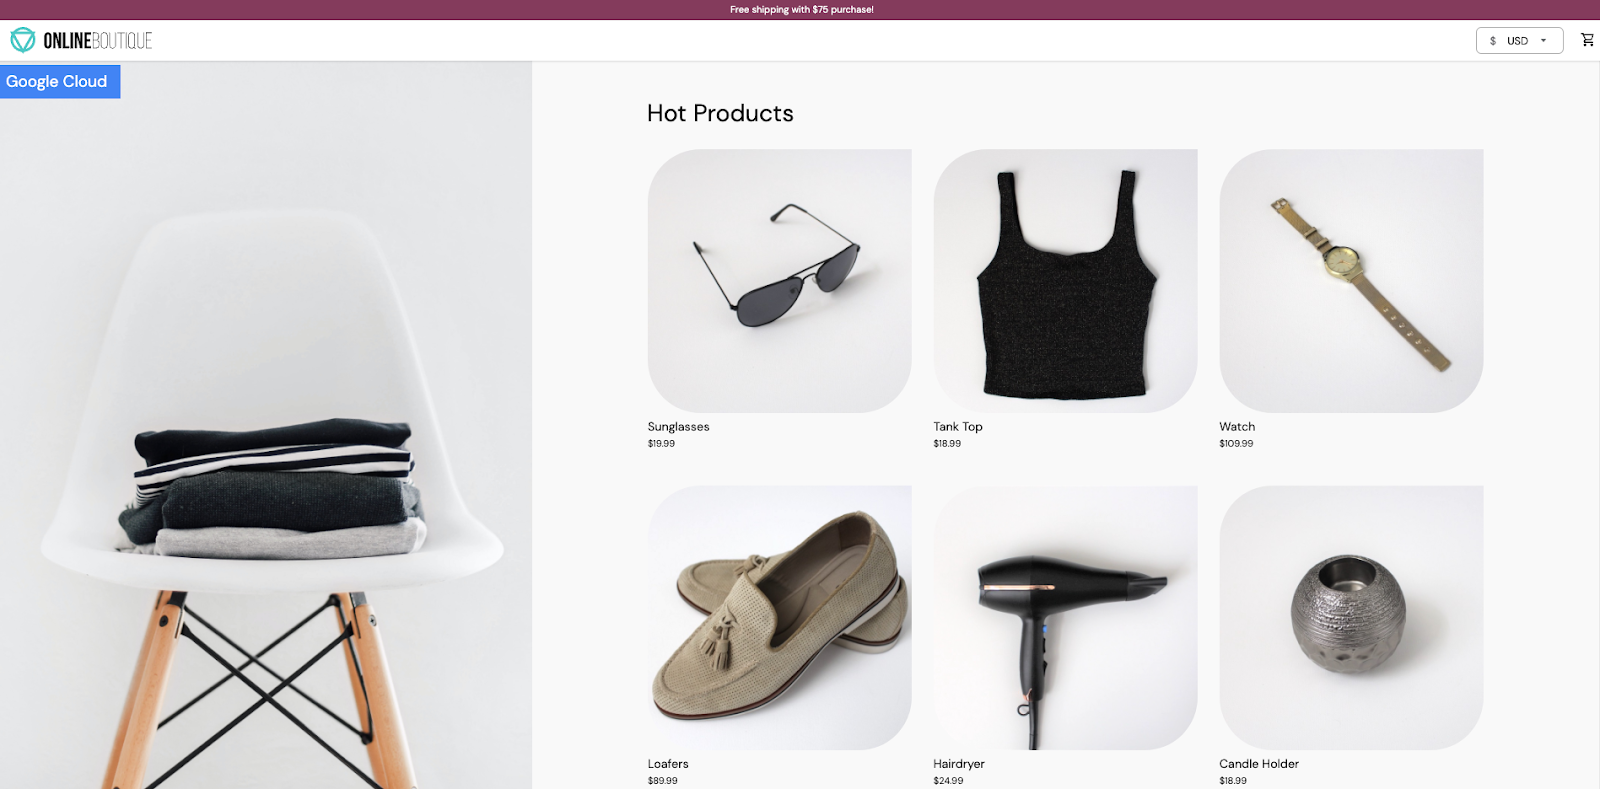 Free shipping with $75 purchase!
ONLINEBOUTIQUE
$ USD
Google Cloud
Hot Products
Sunglasses
$19.99
Tank Top
$18.99
Watch
$109.99
Loafers
$89.99
Hairdryer
$24.99
Candle Holder
$18.99